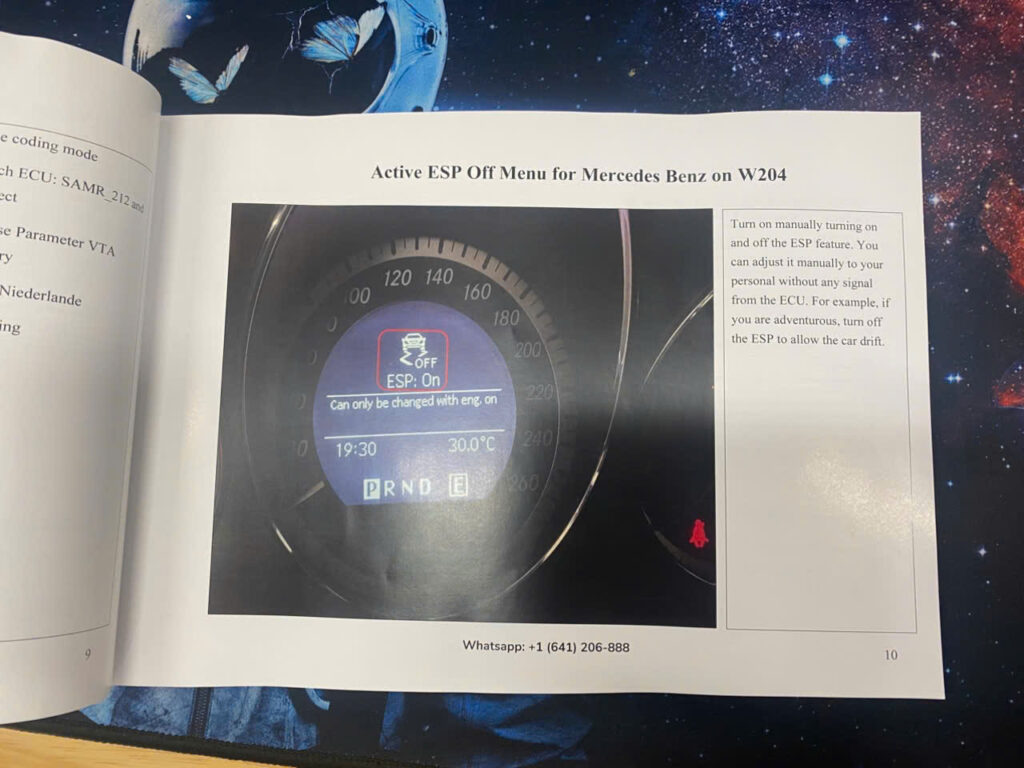 e coding mode
ch ECU: SAMR_212 and
ect
se Parameter VTA
ry
Niederlande
ing
9
Active ESP Off Menu for Mercedes Benz on W204
120 140
00 160
180
200
220
240
260
OFF
ESP: On
Can only be changed with eng. on
19:30 30.0°C
P R N D E
Turn on manually turning on
and off the ESP feature. You
can adjust it manually to your
personal without any signal
from the ECU. For example, if
you are adventurous, turn off
the ESP to allow the car drift.
Whatsapp: +1 (641) 206-888
10